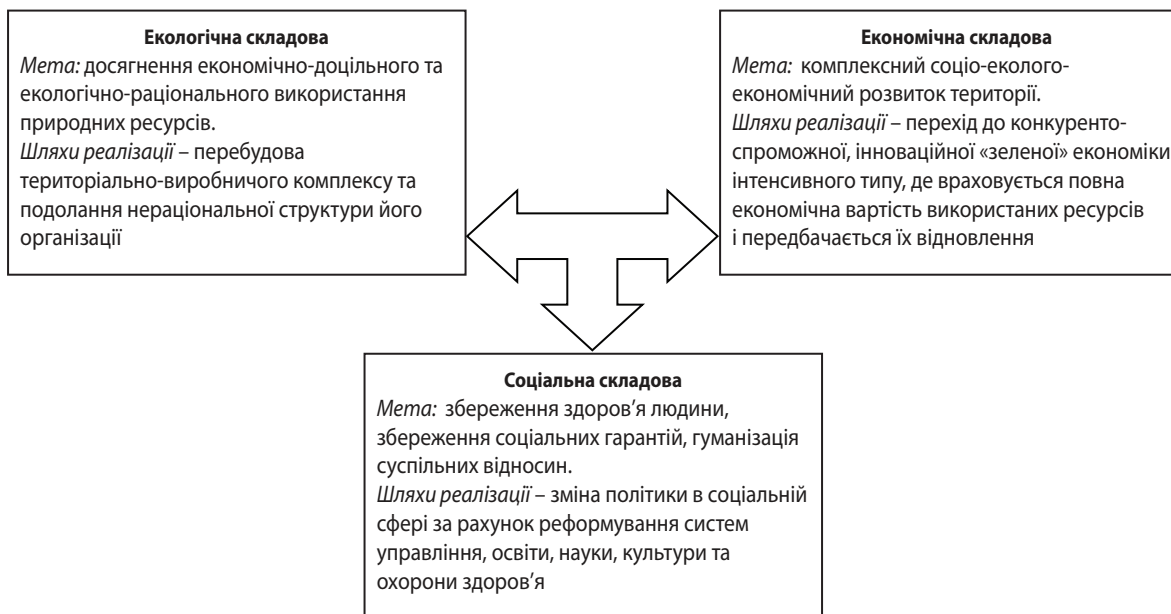 Екологічна складова
Мета: досягнення економічно-доцільного та
екологічно-раціонального використання
природних ресурсів.
Шляхи реалізації – перебудова
територіально-виробничого комплексу та
подолання нераціональної структури його
організації
Економічна складова
Мета: комплексний соціо-еколого-
економічний розвиток території.
Шляхи реалізації – перехід до конкуренто-
спроможної, інноваційної «зеленої» економіки
інтенсивного типу, де враховується повна
економічна вартість використаних ресурсів
і передбачається їх відновлення
Соціальна складова
Мета: збереження здоров’я людини,
збереження соціальних гарантій, гуманізація
суспільних відносин.
Шляхи реалізації – зміна політики в соціальній
сфері за рахунок реформування систем
управління, освіти, науки, культури та
охорони здоров’я